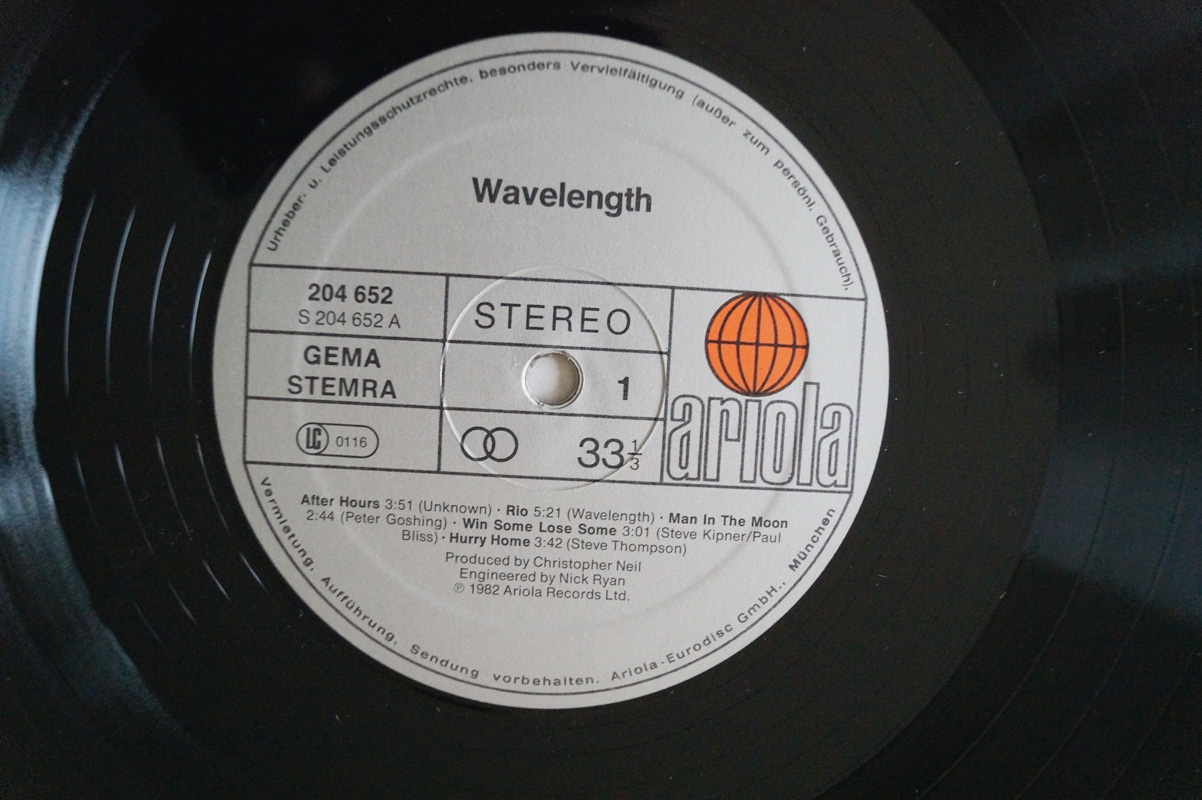 Urheber- u. Leistungsschutzrechte, besonders Vervielfältigung (außer zum persönl. Gebrauch),
Wavelength
204 652
S 204 652 A
STEREO
GEMA
STEMRA
1
LC 0116
33 1/3
ariola
After Hours 3:51 (Unknown) · Rio 5:21 (Wavelength) · Man In The Moon
2:44 (Peter Goshing) · Win Some Lose Some 3:01 (Steve Kipner/Paul
Bliss) · Hurry Home 3:42 (Steve Thompson)
Produced by Christopher Neil
Engineered by Nick Ryan
℗ 1982 Ariola Records Ltd.
Vermietung, Aufführung, Sendung vorbehalten. Ariola-Eurodisc GmbH., München